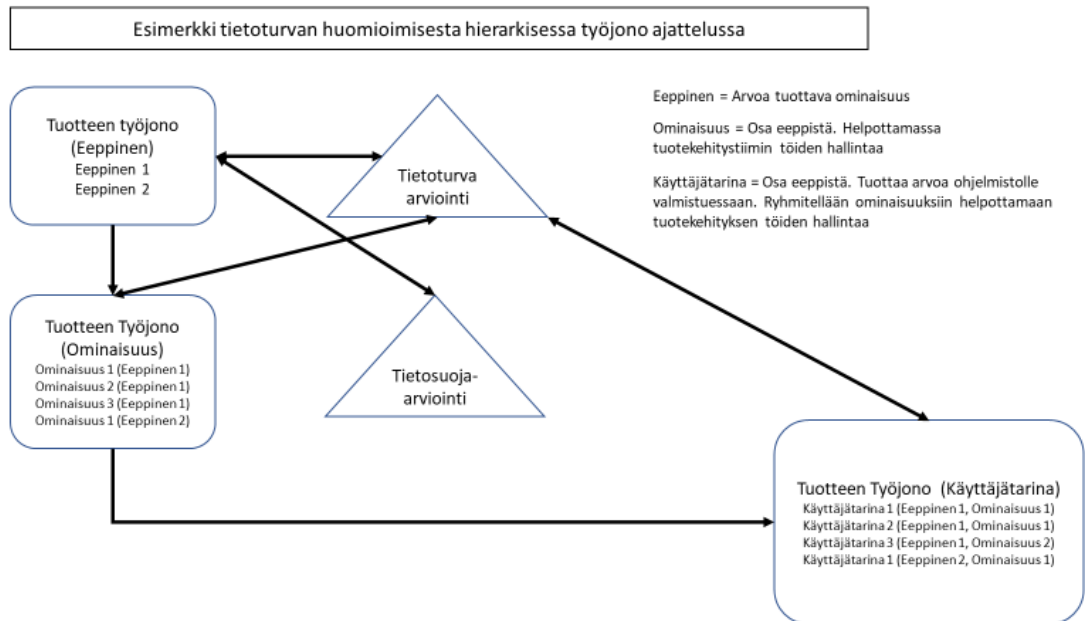 Esimerkki tietoturvan huomioimisesta hierarkisessa työjono ajattelussa
Tuotteen työjono
(Eeppinen)
Eeppinen 1
Eeppinen 2
Tietoturva
arviointi
Eeppinen = Arvoa tuottava ominaisuus
Ominaisuus = Osa eeppistä. Helpottamassa
tuotekehitystiimin töiden hallintaa
Käyttäjätarina = Osa eeppistä. Tuottaa arvoa ohjelmistolle
valmistuessaan. Ryhmitellään ominaisuuksiin helpottamaan
tuotekehityksen töiden hallintaa
Tuotteen Työjono
(Ominaisuus)
Ominaisuus 1 (Eeppinen 1)
Ominaisuus 2 (Eeppinen 1)
Ominaisuus 3 (Eeppinen 1)
Ominaisuus 1 (Eeppinen 2)
Tietosuoja-
arviointi
Tuotteen Työjono (Käyttäjätarina)
Käyttäjätarina 1 (Eeppinen 1, Ominaisuus 1)
Käyttäjätarina 2 (Eeppinen 1, Ominaisuus 1)
Käyttäjätarina 3 (Eeppinen 1, Ominaisuus 2)
Käyttäjätarina 1 (Eeppinen 2, Ominaisuus 1)